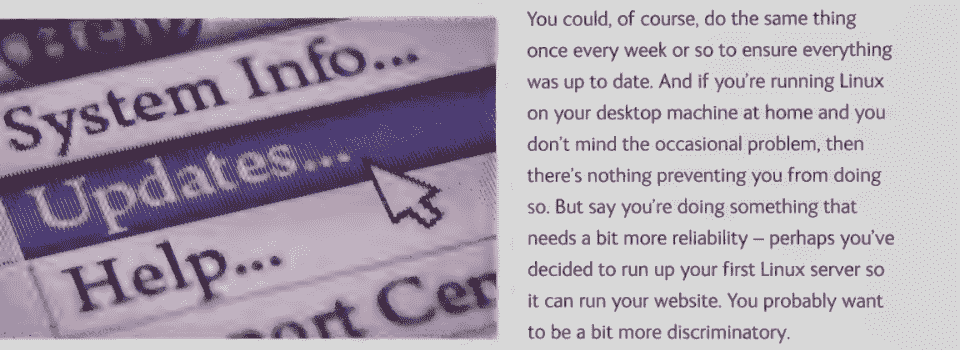 System Info...
Updates...
Help...
port Cen
You could, of course, do the same thing
once every week or so to ensure everything
was up to date. And if you're running Linux
on your desktop machine at home and you
don't mind the occasional problem, then
there's nothing preventing you from doing
so. But say you're doing something that
needs a bit more reliability – perhaps you've
decided to run up your first Linux server so
it can run your website. You probably want
to be a bit more discriminatory.